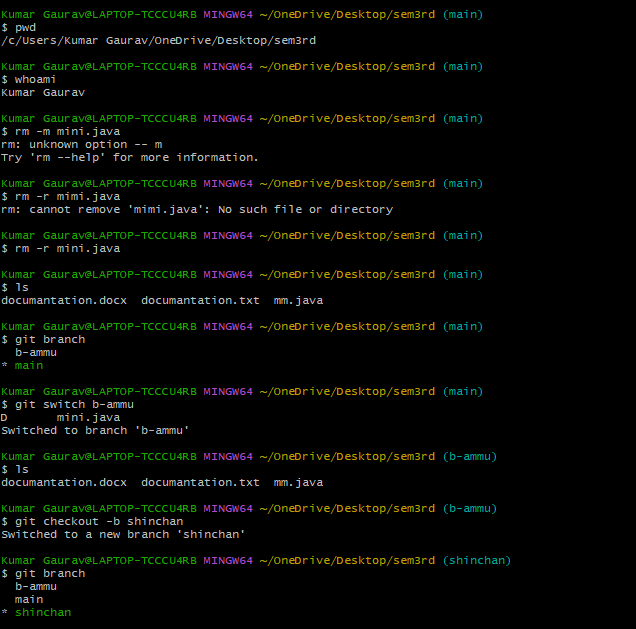 Kumar Gaurav@LAPTOP-TCCCU4RB MINGW64 ~/OneDrive/Desktop/sem3rd (main)
$ pwd
/c/Users/Kumar Gaurav/OneDrive/Desktop/sem3rd
Kumar Gaurav@LAPTOP-TCCCU4RB MINGW64 ~/OneDrive/Desktop/sem3rd (main)
$ whoami
Kumar Gaurav
Kumar Gaurav@LAPTOP-TCCCU4RB MINGW64 ~/OneDrive/Desktop/sem3rd (main)
$ rm -m mini.java
rm: unknown option -- m
Try 'rm --help' for more information.
Kumar Gaurav@LAPTOP-TCCCU4RB MINGW64 ~/OneDrive/Desktop/sem3rd (main)
$ rm -r mimi.java
rm: cannot remove 'mimi.java': No such file or directory
Kumar Gaurav@LAPTOP-TCCCU4RB MINGW64 ~/OneDrive/Desktop/sem3rd (main)
$ rm -r mini.java
Kumar Gaurav@LAPTOP-TCCCU4RB MINGW64 ~/OneDrive/Desktop/sem3rd (main)
$ ls
documantation.docx  documantation.txt  mm.java
Kumar Gaurav@LAPTOP-TCCCU4RB MINGW64 ~/OneDrive/Desktop/sem3rd (main)
$ git branch
  b-ammu
* main
Kumar Gaurav@LAPTOP-TCCCU4RB MINGW64 ~/OneDrive/Desktop/sem3rd (main)
$ git switch b-ammu
D       mini.java
Switched to branch 'b-ammu'
Kumar Gaurav@LAPTOP-TCCCU4RB MINGW64 ~/OneDrive/Desktop/sem3rd (b-ammu)
$ ls
documantation.docx  documantation.txt  mm.java
Kumar Gaurav@LAPTOP-TCCCU4RB MINGW64 ~/OneDrive/Desktop/sem3rd (b-ammu)
$ git checkout -b shinchan
Switched to a new branch 'shinchan'
Kumar Gaurav@LAPTOP-TCCCU4RB MINGW64 ~/OneDrive/Desktop/sem3rd (shinchan)
$ git branch
  b-ammu
  main
* shinchan